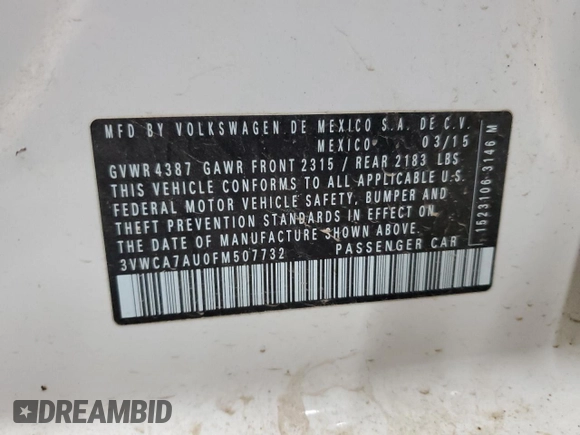 MFD BY VOLKSWAGEN DE MEXICO S.A. DE C.V.
MEXICO 03/15
GVWR 4387 GAWR FRONT 2315 / REAR 2183 LBS
THIS VEHICLE CONFORMS TO ALL APPLICABLE U.S.
FEDERAL MOTOR VEHICLE SAFETY, BUMPER AND
THEFT PREVENTION STANDARDS IN EFFECT ON
THE DATE OF MANUFACTURE SHOWN ABOVE.
3VWCA7AU0FM507732 PASSENGER CAR
1523106-3146 M
DREAMBID